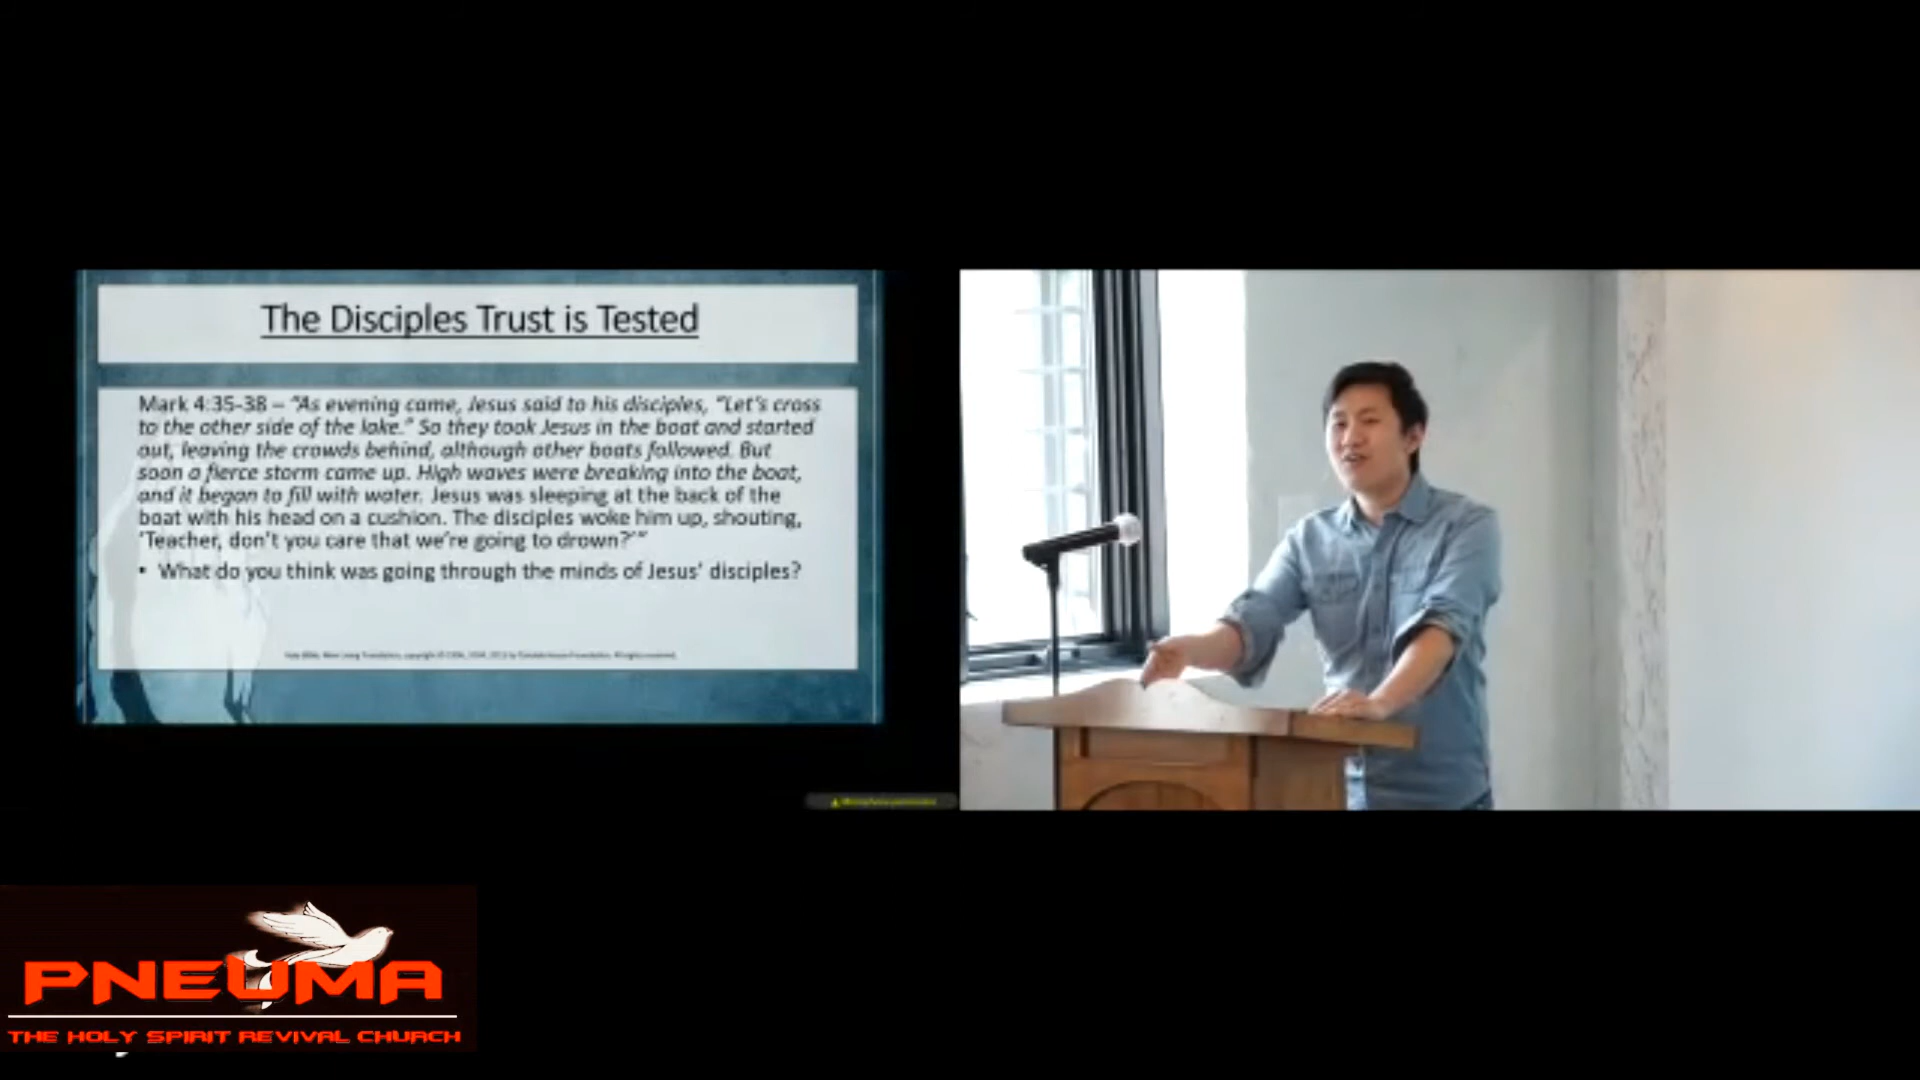 The Disciples Trust is Tested
Mark 4:35-38 – “As evening came, Jesus said to his disciples, “Let’s cross
to the other side of the lake.” So they took Jesus in the boat and started
out, leaving the crowds behind, although other boats followed. But
soon a fierce storm came up. High waves were breaking into the boat,
and it began to fill with water. Jesus was sleeping at the back of the
boat with his head on a cushion. The disciples woke him up, shouting,
‘Teacher, don’t you care that we’re going to drown?’”
• What do you think was going through the minds of Jesus’ disciples?
PNEUMA
THE HOLY SPIRIT REVIVAL CHURCH